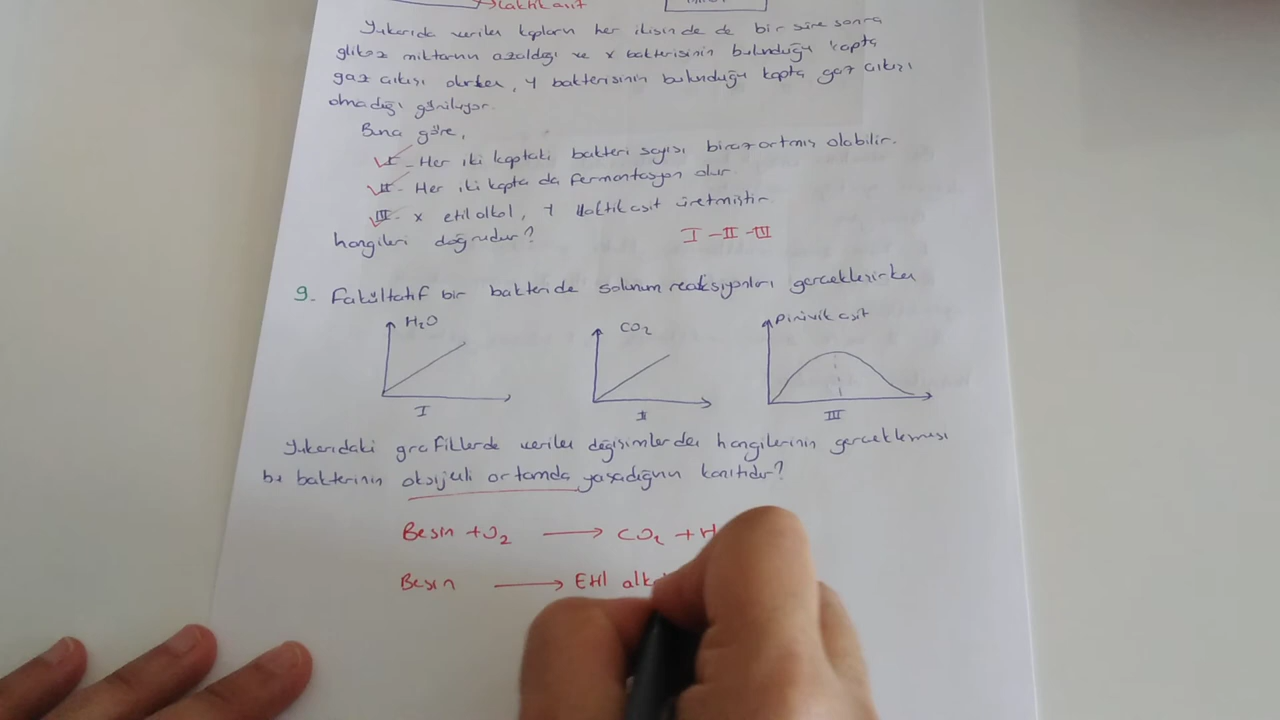 → Laktik asit
Yukarıda verilen kapların her ikisinde de bir süre sonra
glikoz miktarının azaldığı ve x bakterisinin bulunduğu kapta
gaz çıkışı olurken, Y bakterisinin bulunduğu kapta gaz çıkışı
olmadığı görülüyor.
Buna göre,
I- Her iki kaptaki bakteri sayısı biraz artmış olabilir.
II- Her iki kapta da fermantasyon olur.
III- x etil alkol, Y laktik asit üretmiştir.
hangileri doğrudur? I - II - III
9- Fakültatif bir bakteride solunum reaksiyonları gerçekleşirken
H₂O CO₂ Pirüvik asit
I II III
Yukarıdaki grafiklerde verilen değişimlerden hangilerinin gerçekleşmesi
bu bakterinin oksijenli ortamda yaşadığının kanıtıdır?
Besin + O₂ → CO₂ + H
Besin → Etil alko